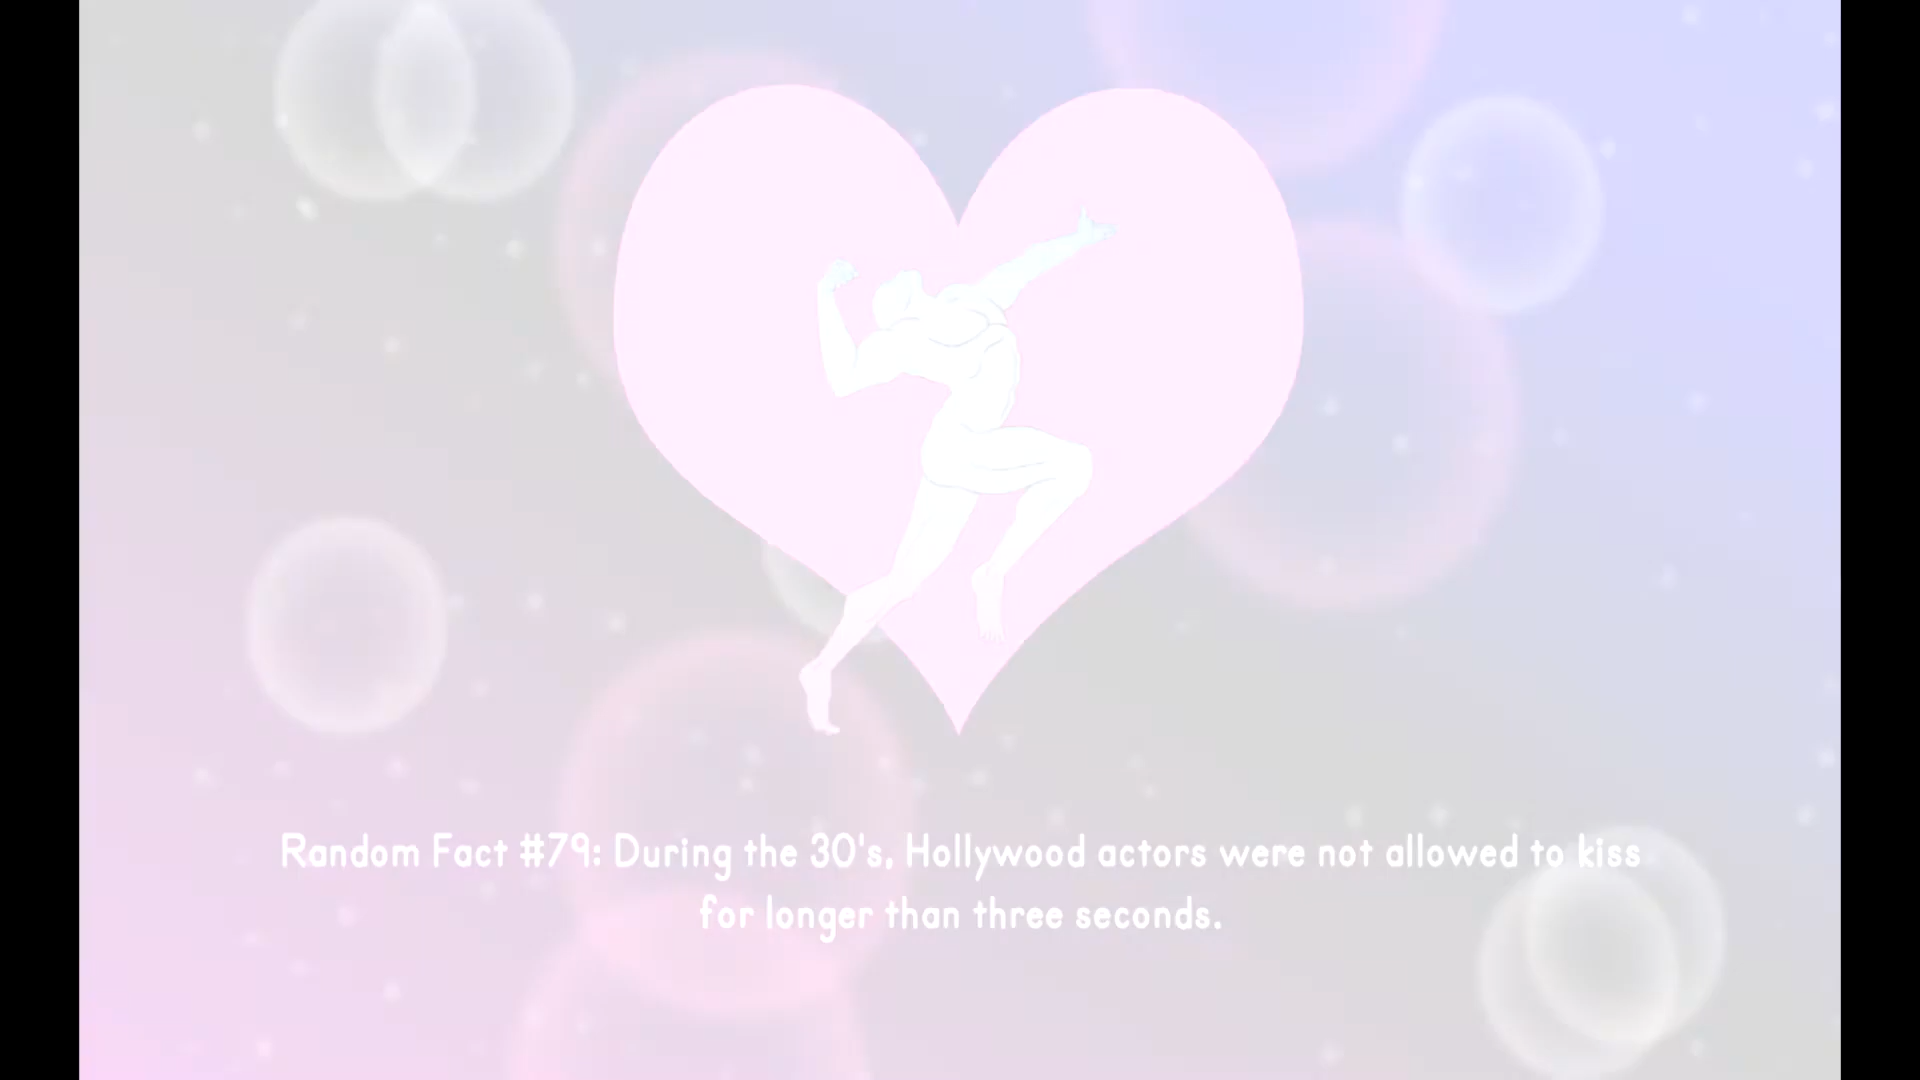 Random Fact #79: During the 30's, Hollywood actors were not allowed to kiss
for longer than three seconds.